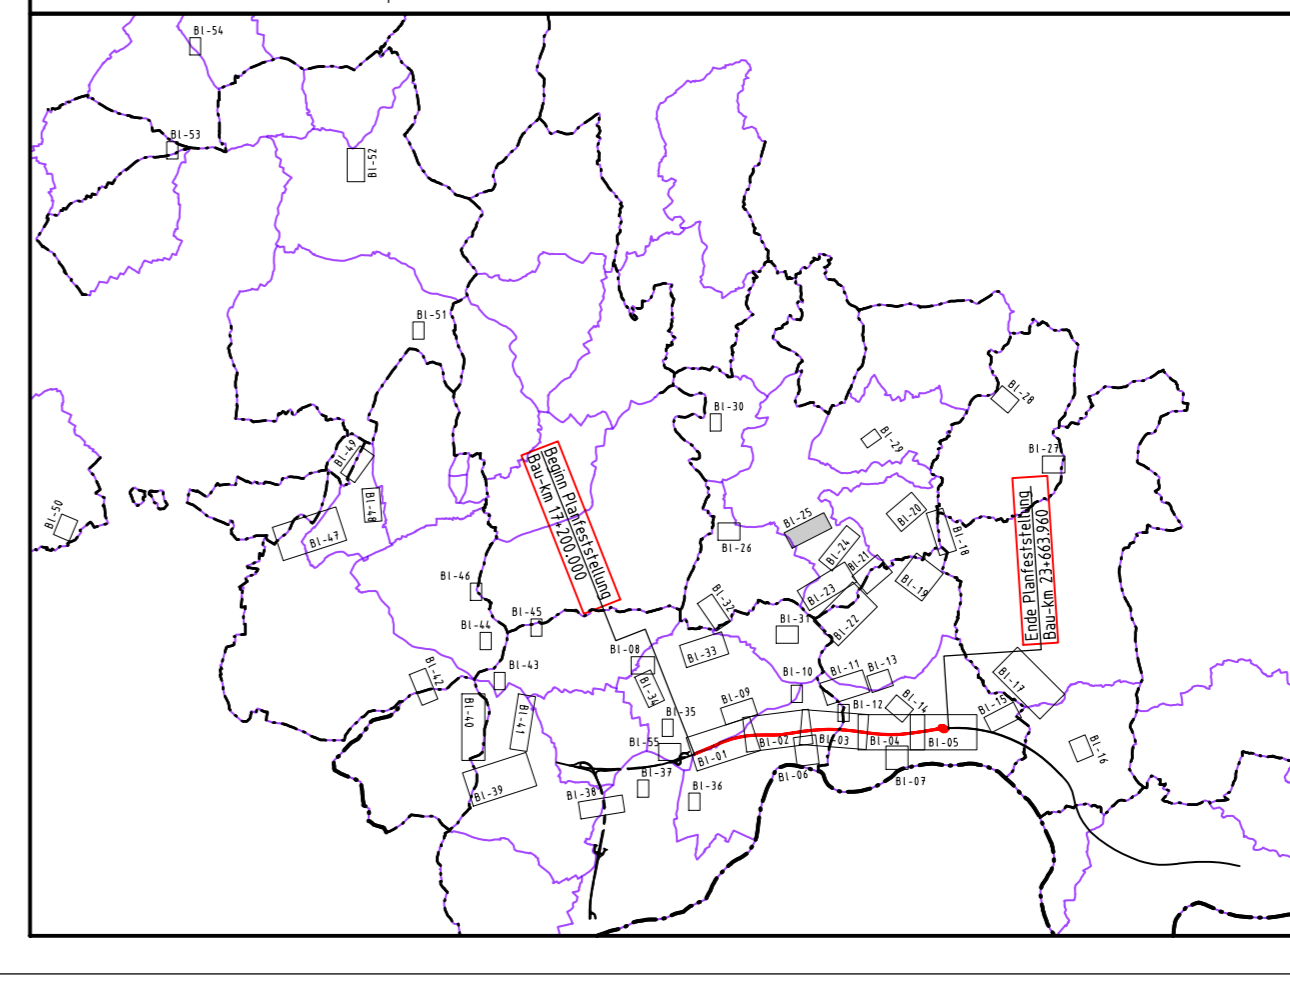 Bl-54
Bl-53
Bl-52
Bl-51
Bl-30
Bl-28
Bl-29
Bl-27
Bl-49
Bl-48
Bl-50
Bl-47
Beginn Planfeststellung
Bau-km 17+200.000
Bl-25
Bl-20
Bl-18
Bl-26
Bl-24
Bl-21
Bl-19
Bl-23
Bl-22
Ende Planfeststellung
Bau-km 23+663.960
Bl-46
Bl-45
Bl-44
Bl-32
Bl-31
Bl-33
Bl-08
Bl-43
Bl-42
Bl-34
Bl-10
Bl-11
Bl-13
Bl-17
Bl-40
Bl-41
Bl-35
Bl-09
Bl-12
Bl-14
Bl-15
Bl-55
Bl-01
Bl-02
Bl-03
Bl-04
Bl-05
Bl-16
Bl-06
Bl-07
Bl-39
Bl-38
Bl-37
Bl-36